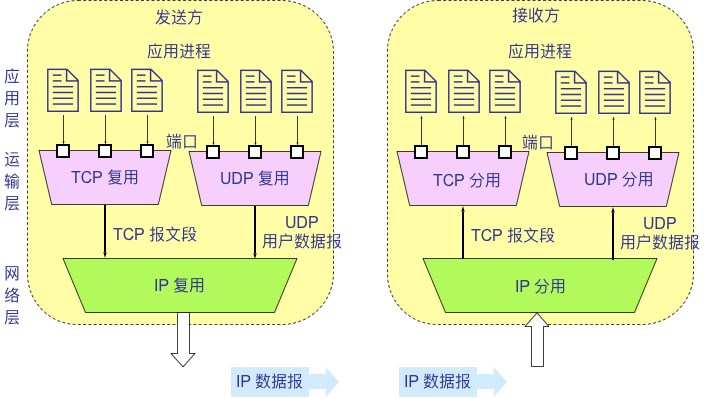 发送方
接收方
应用进程
应用进程
应用层
端口
端口
运输层
TCP 复用
UDP 复用
TCP 分用
UDP 分用
TCP 报文段
UDP
用户数据报
TCP 报文段
UDP
用户数据报
网络层
IP 复用
IP 分用
IP 数据报
IP 数据报